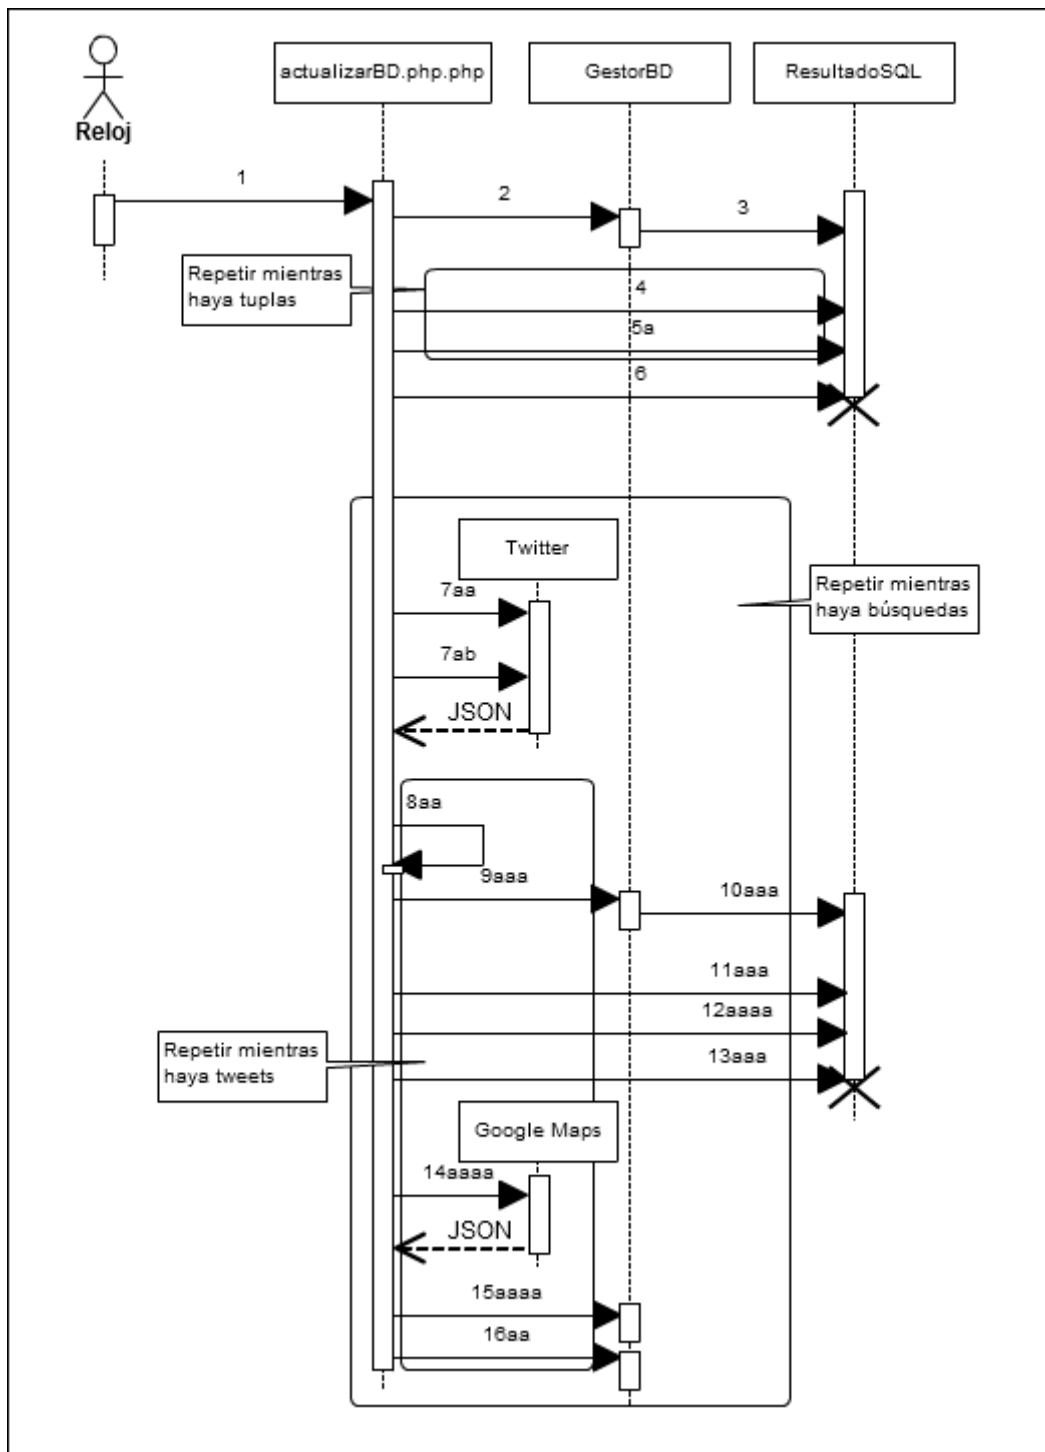 actualizarBD.php.php
GestorBD
ResultadoSQL
Reloj
1
2
3
Repetir mientras
haya tuplas
4
5a
6
Twitter
Repetir mientras
haya búsquedas
7aa
7ab
JSON
8aa
9aaa
10aaa
11aaa
12aaaa
Repetir mientras
haya tweets
13aaa
Google Maps
14aaaa
JSON
15aaaa
16aa